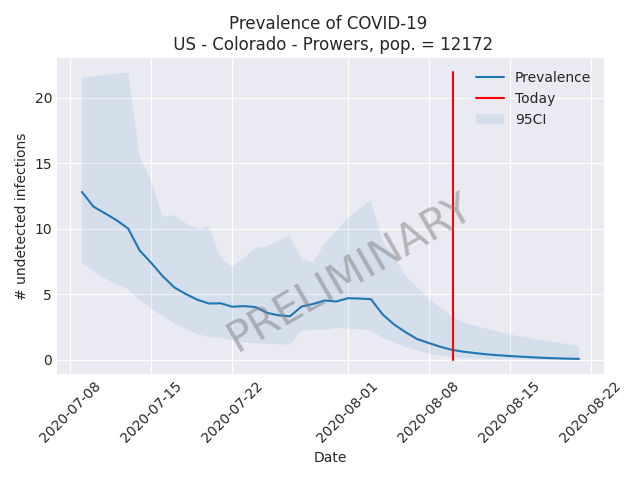 Prevalence of COVID-19
US - Colorado - Prowers, pop. = 12172
Prevalence
Today
95CI
PRELIMINARY
# undetected infections
20
15
10
5
0
2020-07-08
2020-07-15
2020-07-22
2020-08-01
2020-08-08
2020-08-15
2020-08-22
Date